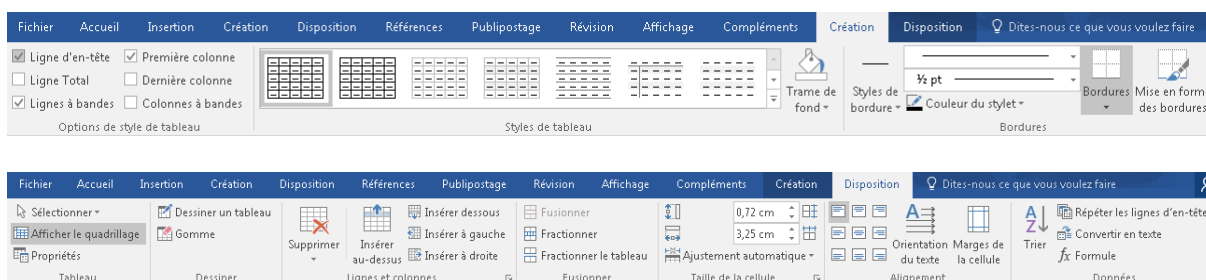 Fichier Accueil Insertion Création Disposition Références Publipostage Révision Affichage Compléments Création Disposition Dites-nous ce que vous voulez faire
Ligne d'en-tête Première colonne
Ligne Total Dernière colonne
Lignes à bandes Colonnes à bandes
Options de style de tableau
Styles de tableau
Trame de fond
Styles de bordure
½ pt
Couleur du stylet
Bordures
Mise en form
des bordures
Bordures
Fichier Accueil Insertion Création Disposition Références Publipostage Révision Affichage Compléments Création Disposition Dites-nous ce que vous voulez faire
Sélectionner
Afficher le quadrillage
Propriétés
Tableau
Dessiner un tableau
Gomme
Dessiner
Supprimer
Insérer
au-dessus
Insérer dessous
Insérer à gauche
Insérer à droite
Lignes et colonnes
Fusionner
Fractionner
Fractionner le tableau
Fusionner
0,72 cm
3,25 cm
Ajustement automatique
Taille de la cellule
Orientation
du texte
Marges de
la cellule
Alignement
Trier
Répéter les lignes d'en-tête
Convertir en texte
fx Formule
Données